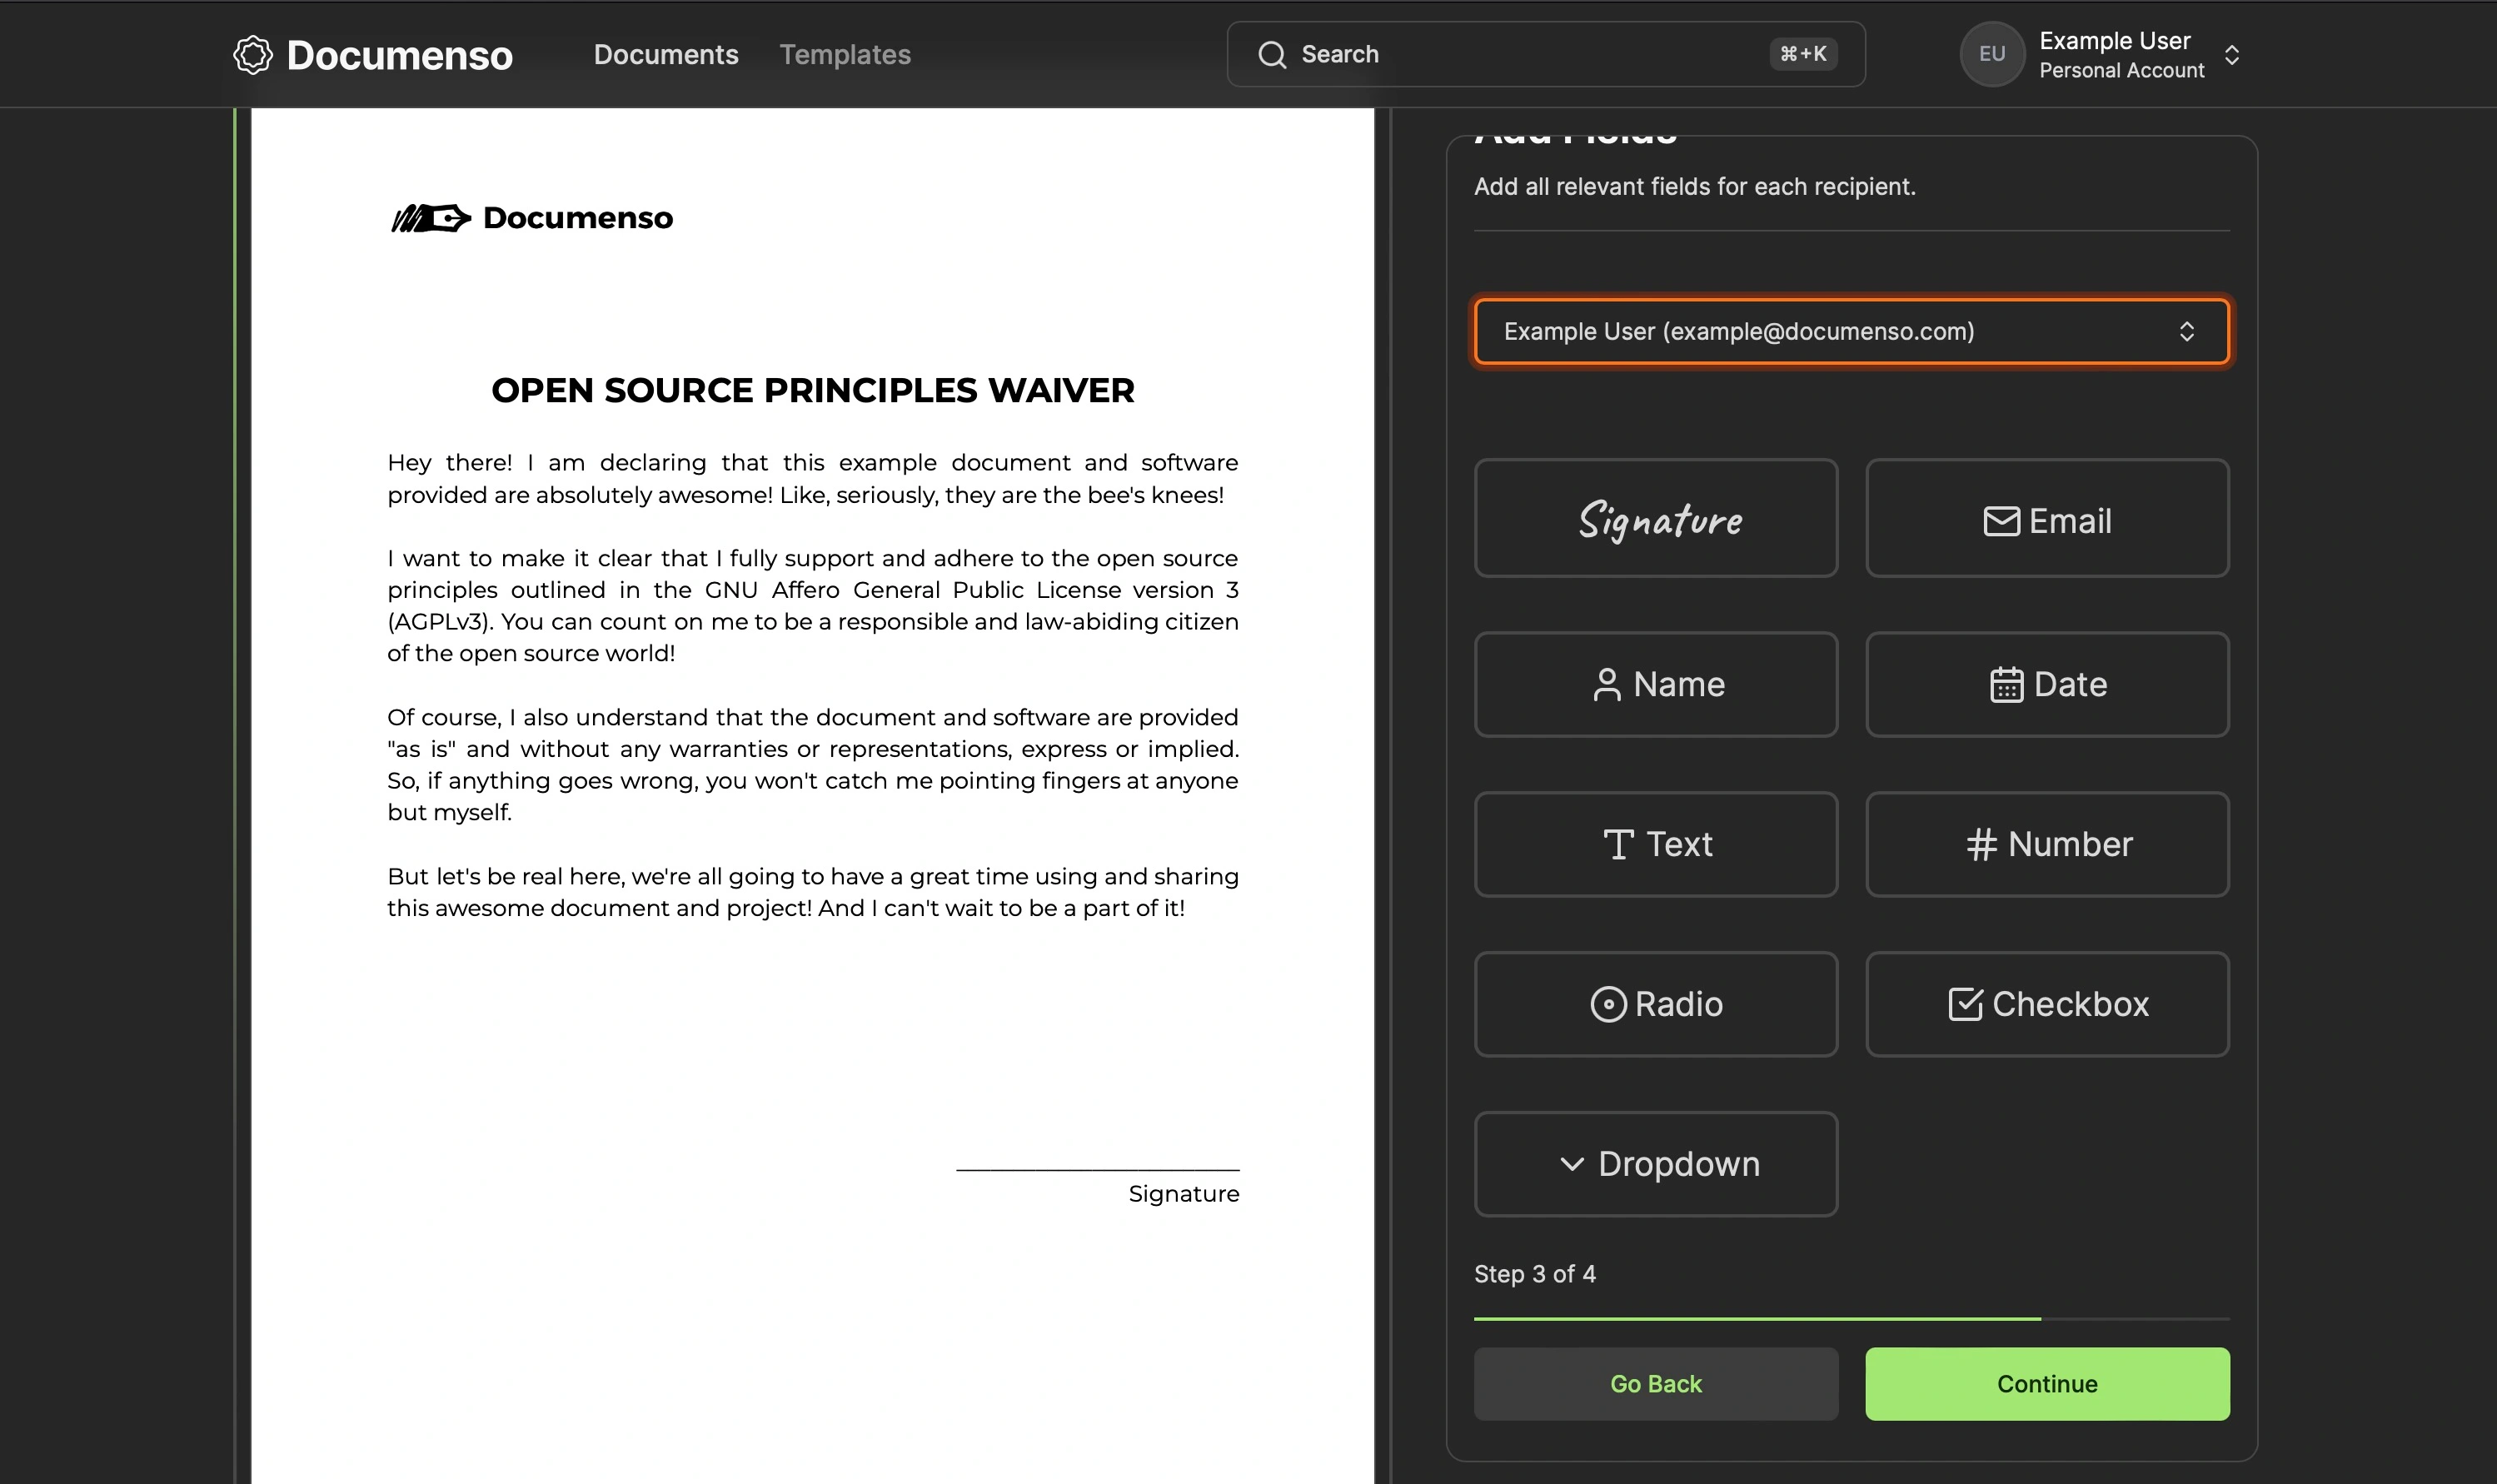 Documenso
Documents
Templates
Search
⌘+K
EU
Example User
Personal Account
Documenso
OPEN SOURCE PRINCIPLES WAIVER
Hey there! I am declaring that this example document and software
provided are absolutely awesome! Like, seriously, they are the bee's knees!
I want to make it clear that I fully support and adhere to the open source
principles outlined in the GNU Affero General Public License version 3
(AGPLv3). You can count on me to be a responsible and law-abiding citizen
of the open source world!
Of course, I also understand that the document and software are provided
"as is" and without any warranties or representations, express or implied.
So, if anything goes wrong, you won't catch me pointing fingers at anyone
but myself.
But let's be real here, we're all going to have a great time using and sharing
this awesome document and project! And I can't wait to be a part of it!
Signature
Add Fields
Add all relevant fields for each recipient.
Example User (example@documenso.com)
Signature
Email
Name
Date
Text
# Number
Radio
Checkbox
Dropdown
Step 3 of 4
Go Back
Continue